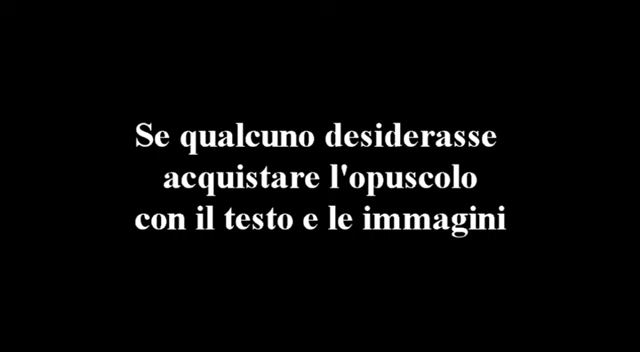 Se qualcuno desiderasse
acquistare l'opuscolo
con il testo e le immagini